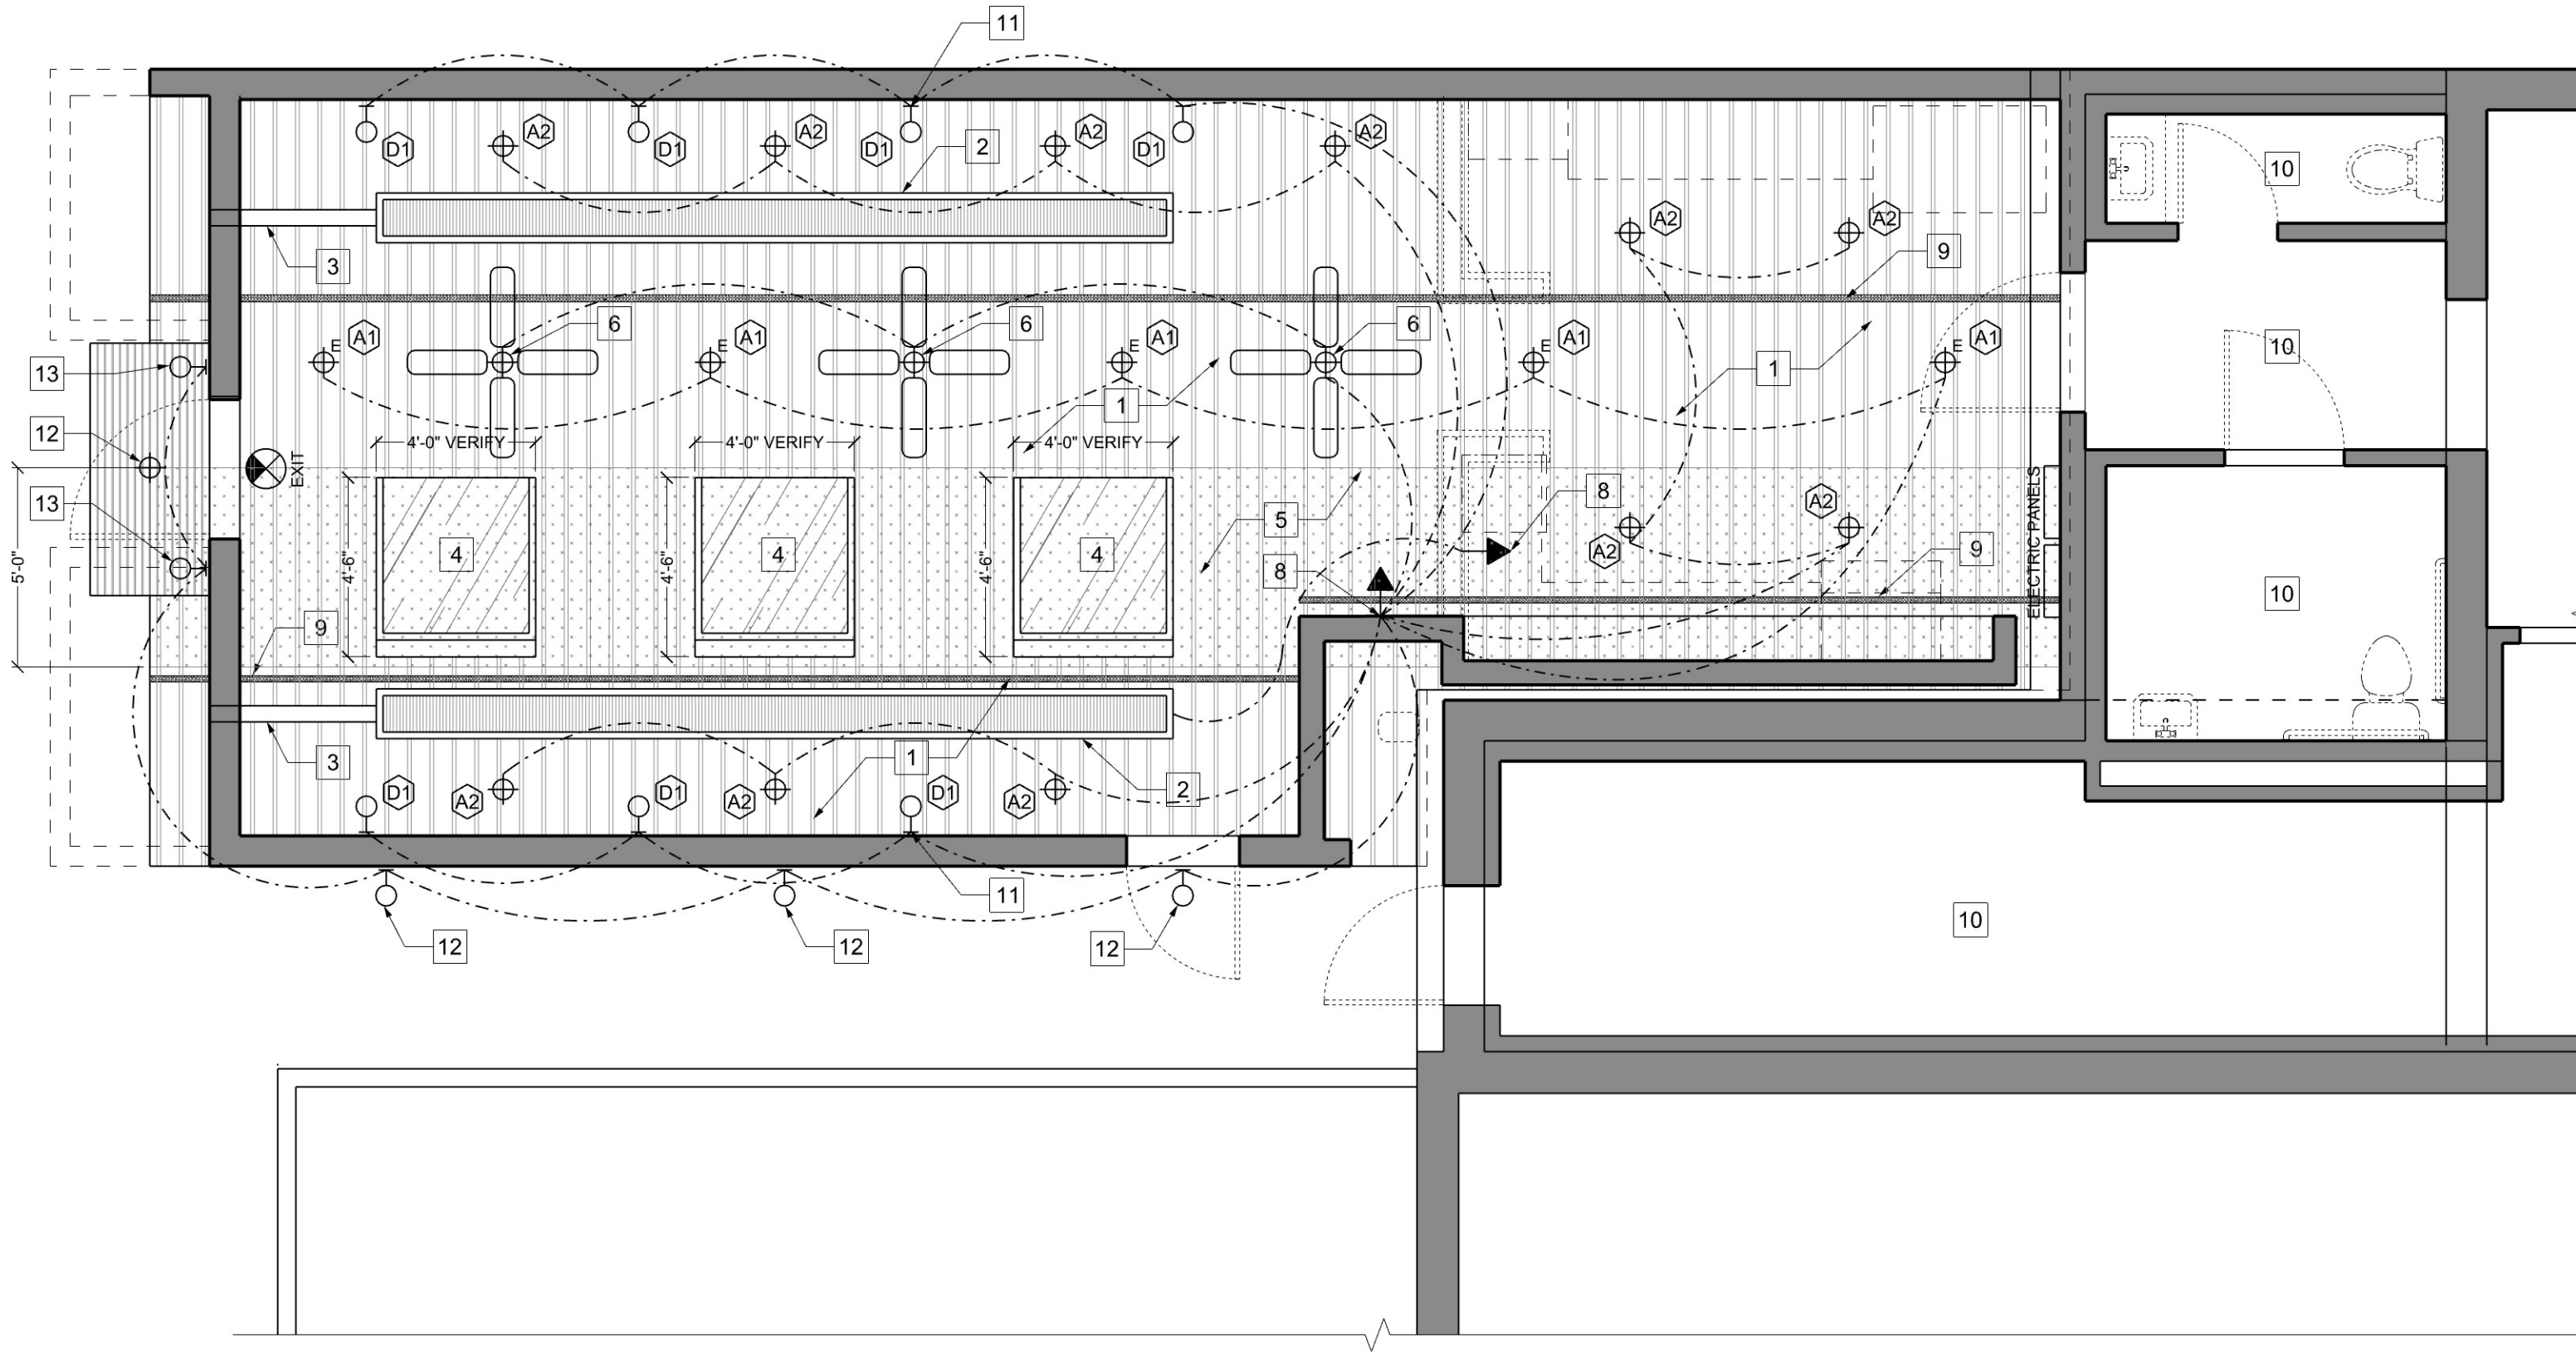 11
A2
A2
A2
A2
D1
D1
D1
D1
2
10
A2
A2
9
3
6
6
6
A1
A1
A1
A1
A1
E
E
E
E
E
10
13
1
1
12
4'-0" VERIFY
4'-0" VERIFY
4'-0" VERIFY
EXIT
13
8
A2
5
ELECTRIC PANELS
4
4
4
A2
9
8
5'-0"
4'-6"
4'-6"
4'-6"
10
9
3
1
2
D1
D1
D1
A2
A2
A2
11
12
12
12
10